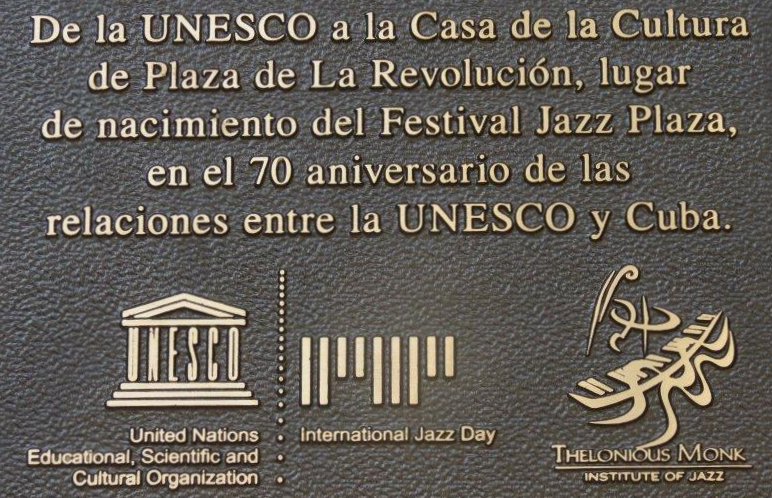 De la UNESCO a la Casa de la Cultura
de Plaza de La Revolución, lugar
de nacimiento del Festival Jazz Plaza,
en el 70 aniversario de las
relaciones entre la UNESCO y Cuba.
UNESCO
United Nations
Educational, Scientific and
Cultural Organization
International Jazz Day
THELONIOUS MONK
INSTITUTE OF JAZZ